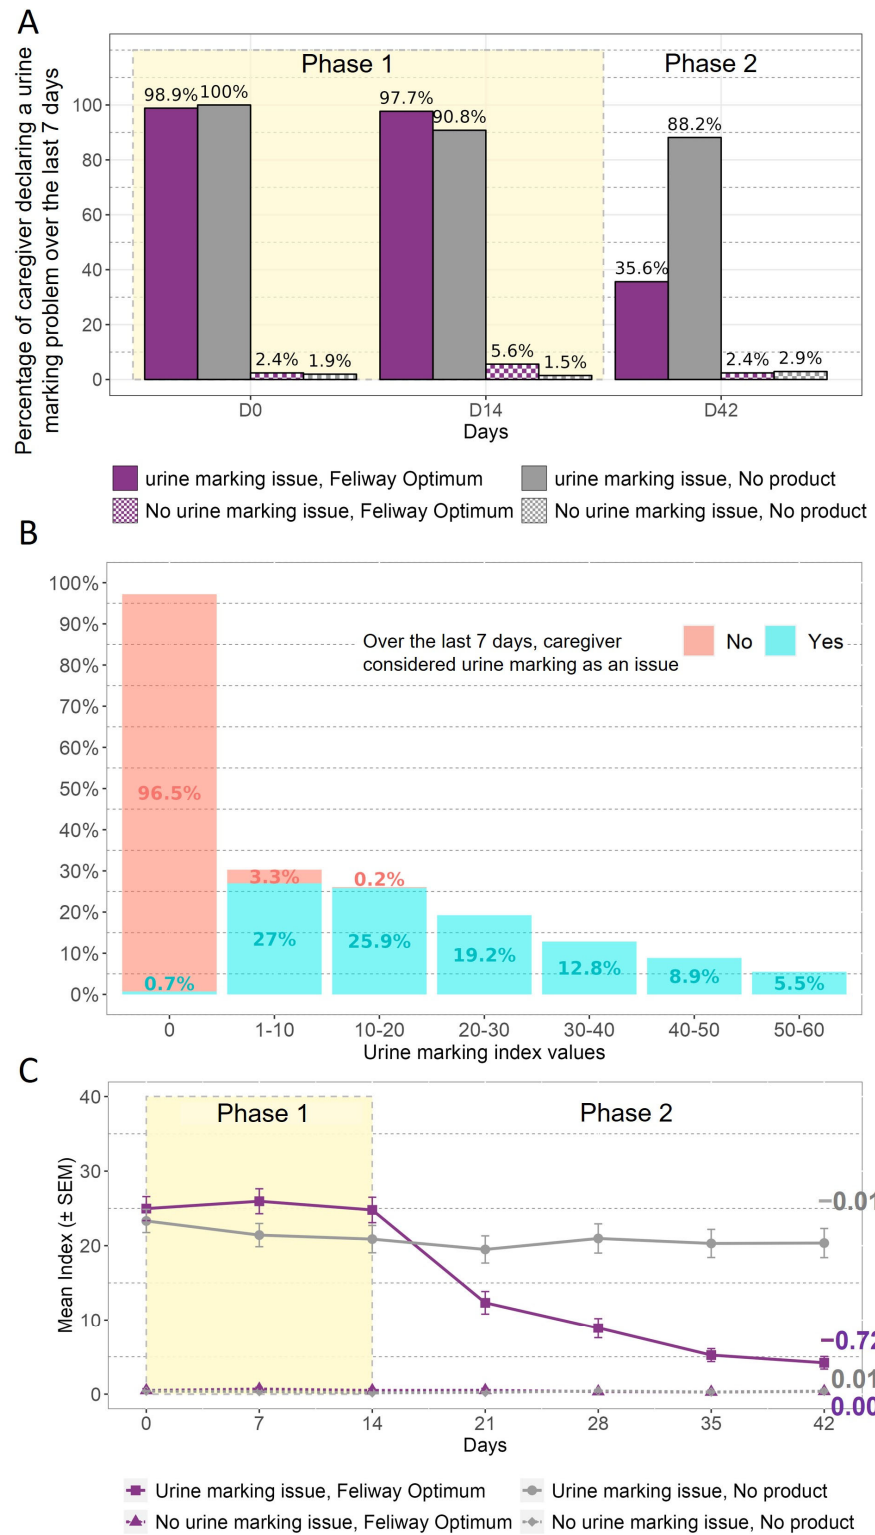 A
Percentage of caregiver declaring a urine
marking problem over the last 7 days
Phase 1
Phase 2
98.9%
100%
2.4%
1.9%
97.7%
90.8%
5.6%
1.5%
35.6%
88.2%
2.4%
2.9%
100
80
60
40
20
0
D0
D14
D42
Days
urine marking issue, Feliway Optimum
urine marking issue, No product
No urine marking issue, Feliway Optimum
No urine marking issue, No product
B
100%
90%
80%
70%
60%
50%
40%
30%
20%
10%
0%
Over the last 7 days, caregiver
considered urine marking as an issue
No
Yes
96.5%
0.7%
3.3%
27%
0.2%
25.9%
19.2%
12.8%
8.9%
5.5%
0
1-10
10-20
20-30
30-40
40-50
50-60
Urine marking index values
C
Mean Index (± SEM)
40
30
20
10
0
Phase 1
Phase 2
−0.01
−0.72
0.01
0.00
0
7
14
21
28
35
42
Days
Urine marking issue, Feliway Optimum
Urine marking issue, No product
No urine marking issue, Feliway Optimum
No urine marking issue, No product